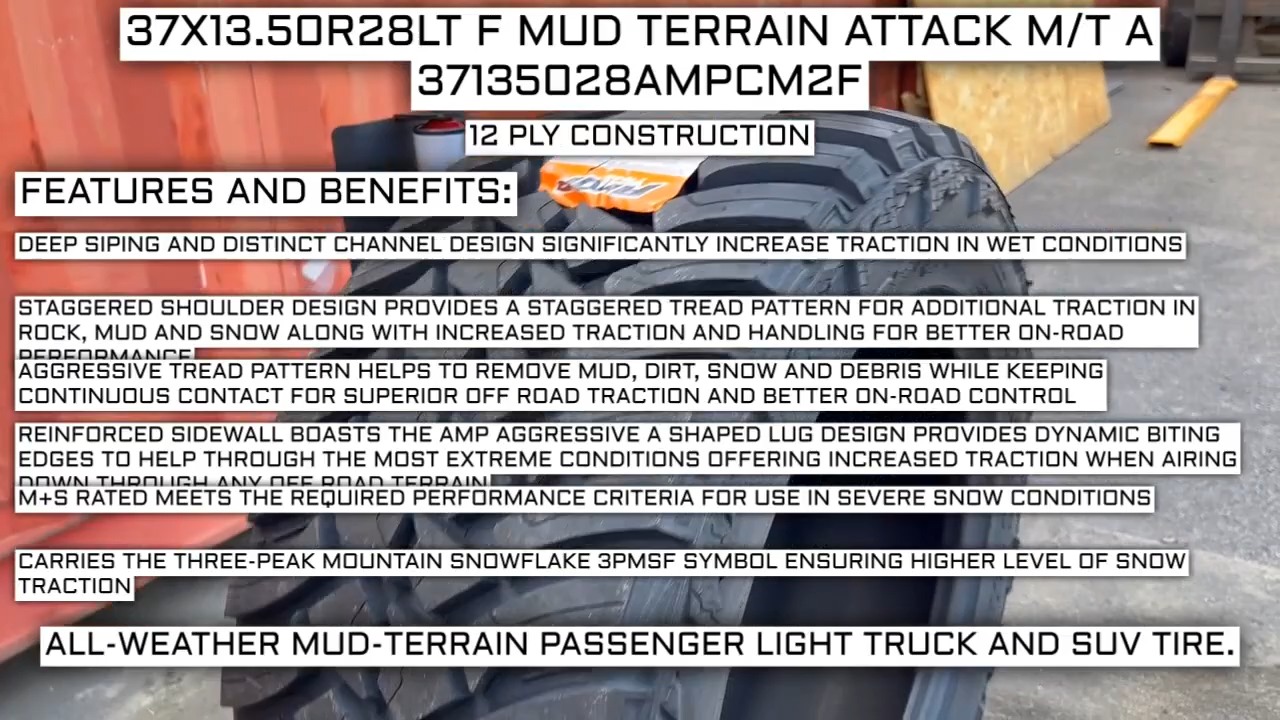 37X13.50R28LT F MUD TERRAIN ATTACK M/T A
37135028AMPCM2F
12 PLY CONSTRUCTION
FEATURES AND BENEFITS:
DEEP SIPING AND DISTINCT CHANNEL DESIGN SIGNIFICANTLY INCREASE TRACTION IN WET CONDITIONS
STAGGERED SHOULDER DESIGN PROVIDES A STAGGERED TREAD PATTERN FOR ADDITIONAL TRACTION IN
ROCK, MUD AND SNOW ALONG WITH INCREASED TRACTION AND HANDLING FOR BETTER ON-ROAD
PERFORMANCE
AGGRESSIVE TREAD PATTERN HELPS TO REMOVE MUD, DIRT, SNOW AND DEBRIS WHILE KEEPING
CONTINUOUS CONTACT FOR SUPERIOR OFF ROAD TRACTION AND BETTER ON-ROAD CONTROL
REINFORCED SIDEWALL BOASTS THE AMP AGGRESSIVE A SHAPED LUG DESIGN PROVIDES DYNAMIC BITING
EDGES TO HELP THROUGH THE MOST EXTREME CONDITIONS OFFERING INCREASED TRACTION WHEN AIRING
DOWN THROUGH ANY OFF ROAD TERRAIN
M+S RATED MEETS THE REQUIRED PERFORMANCE CRITERIA FOR USE IN SEVERE SNOW CONDITIONS
CARRIES THE THREE-PEAK MOUNTAIN SNOWFLAKE 3PMSF SYMBOL ENSURING HIGHER LEVEL OF SNOW
TRACTION
ALL-WEATHER MUD-TERRAIN PASSENGER LIGHT TRUCK AND SUV TIRE.